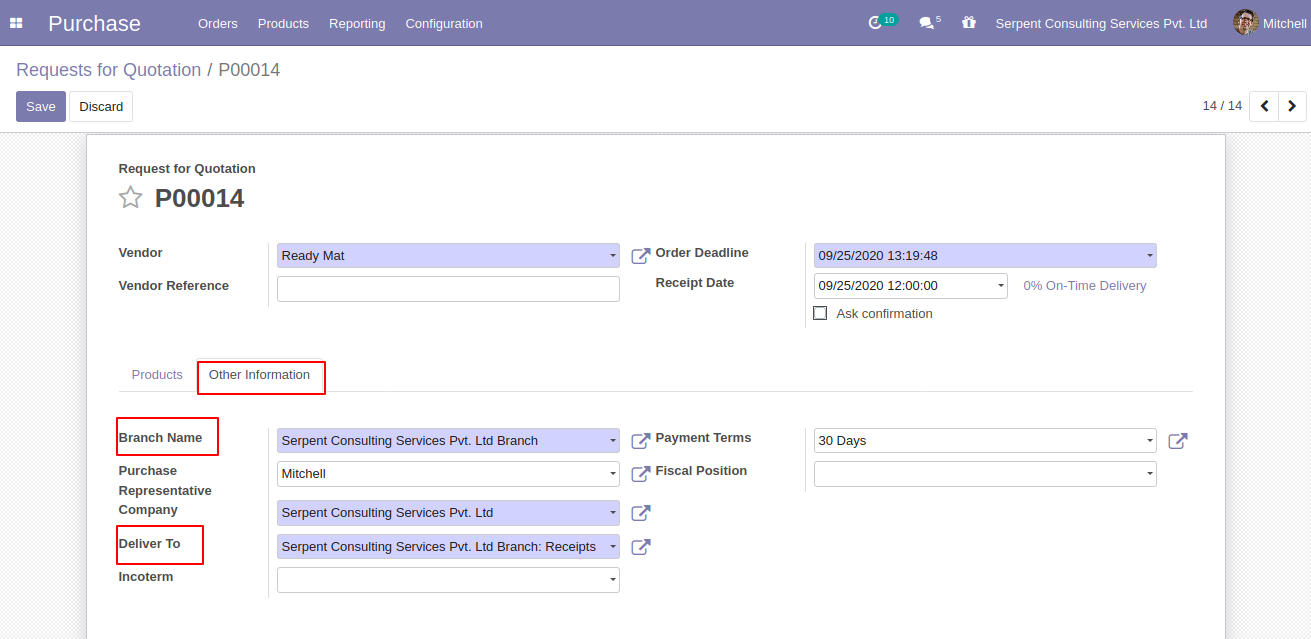 Purchase Orders Products Reporting Configuration 10 5 Serpent Consulting Services Pvt. Ltd Mitchell
Requests for Quotation / P00014
Save Discard 14 / 14
Request for Quotation
P00014
Vendor Ready Mat Order Deadline 09/25/2020 13:19:48
Vendor Reference Receipt Date 09/25/2020 12:00:00 0% On-Time Delivery
Ask confirmation
Products Other Information
Branch Name Serpent Consulting Services Pvt. Ltd Branch Payment Terms 30 Days
Purchase Mitchell Fiscal Position
Representative
Company Serpent Consulting Services Pvt. Ltd
Deliver To Serpent Consulting Services Pvt. Ltd Branch: Receipts
Incoterm